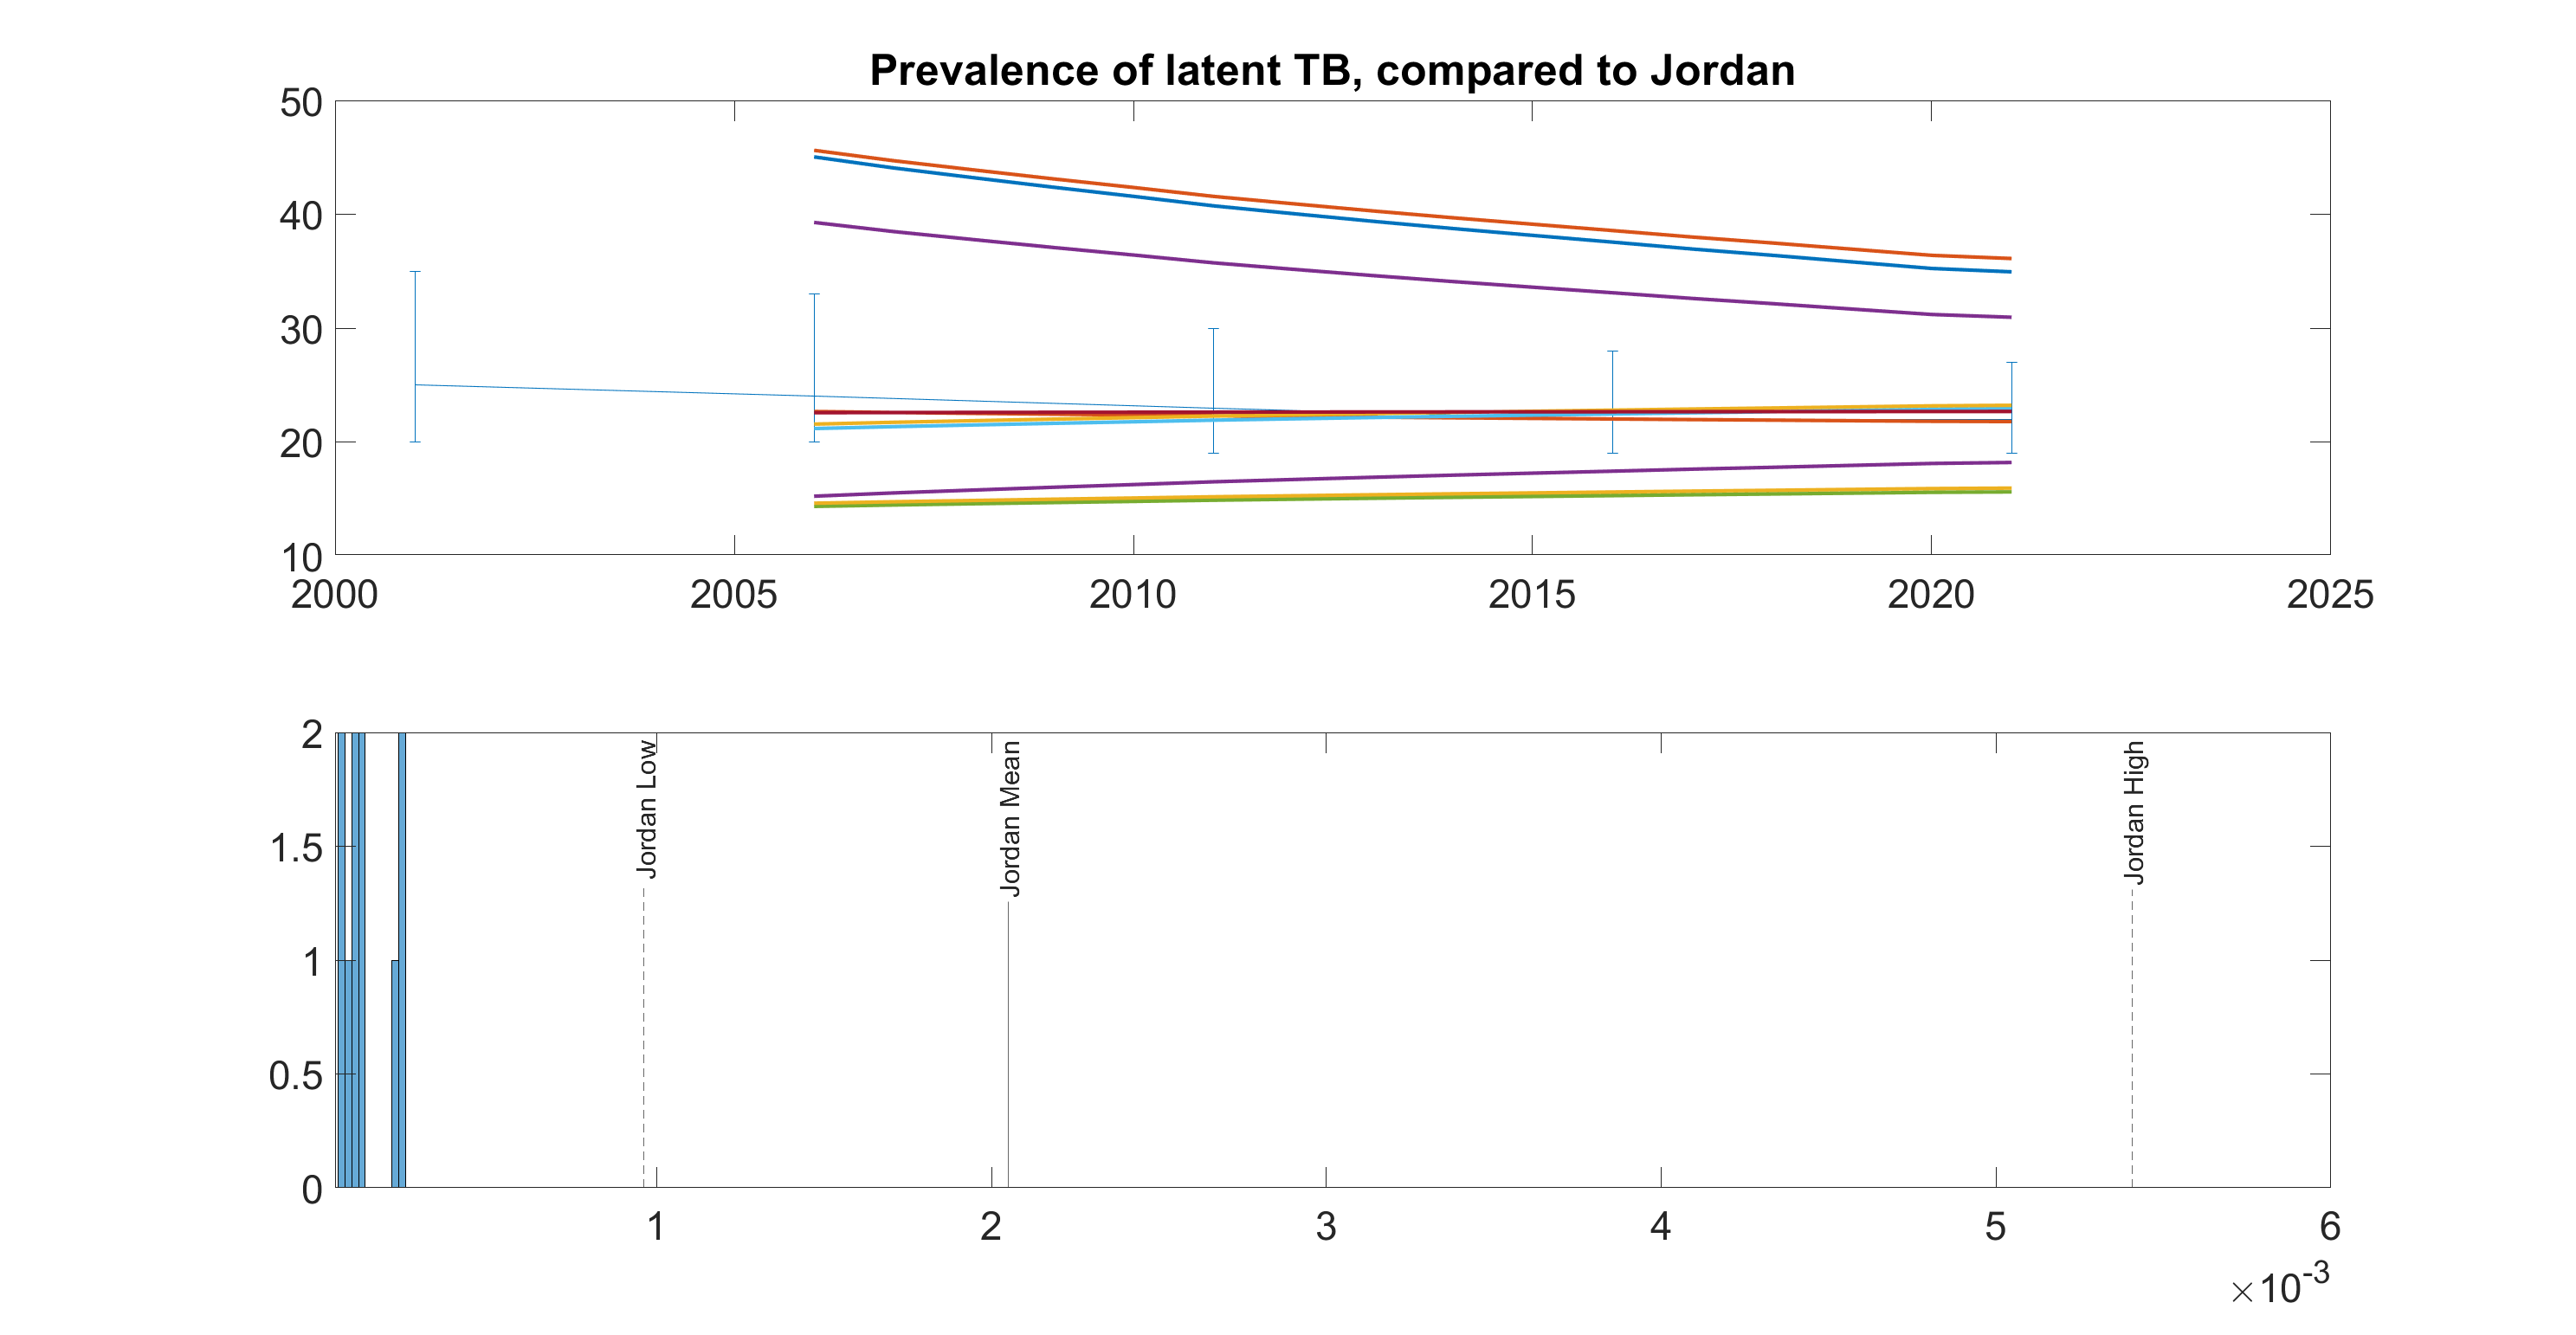 Prevalence of latent TB, compared to Jordan
50
40
30
20
10
2000 2005 2010 2015 2020 2025
2
1.5
1
0.5
0
Jordan Low
Jordan Mean
Jordan High
1 2 3 4 5 6
×10-3